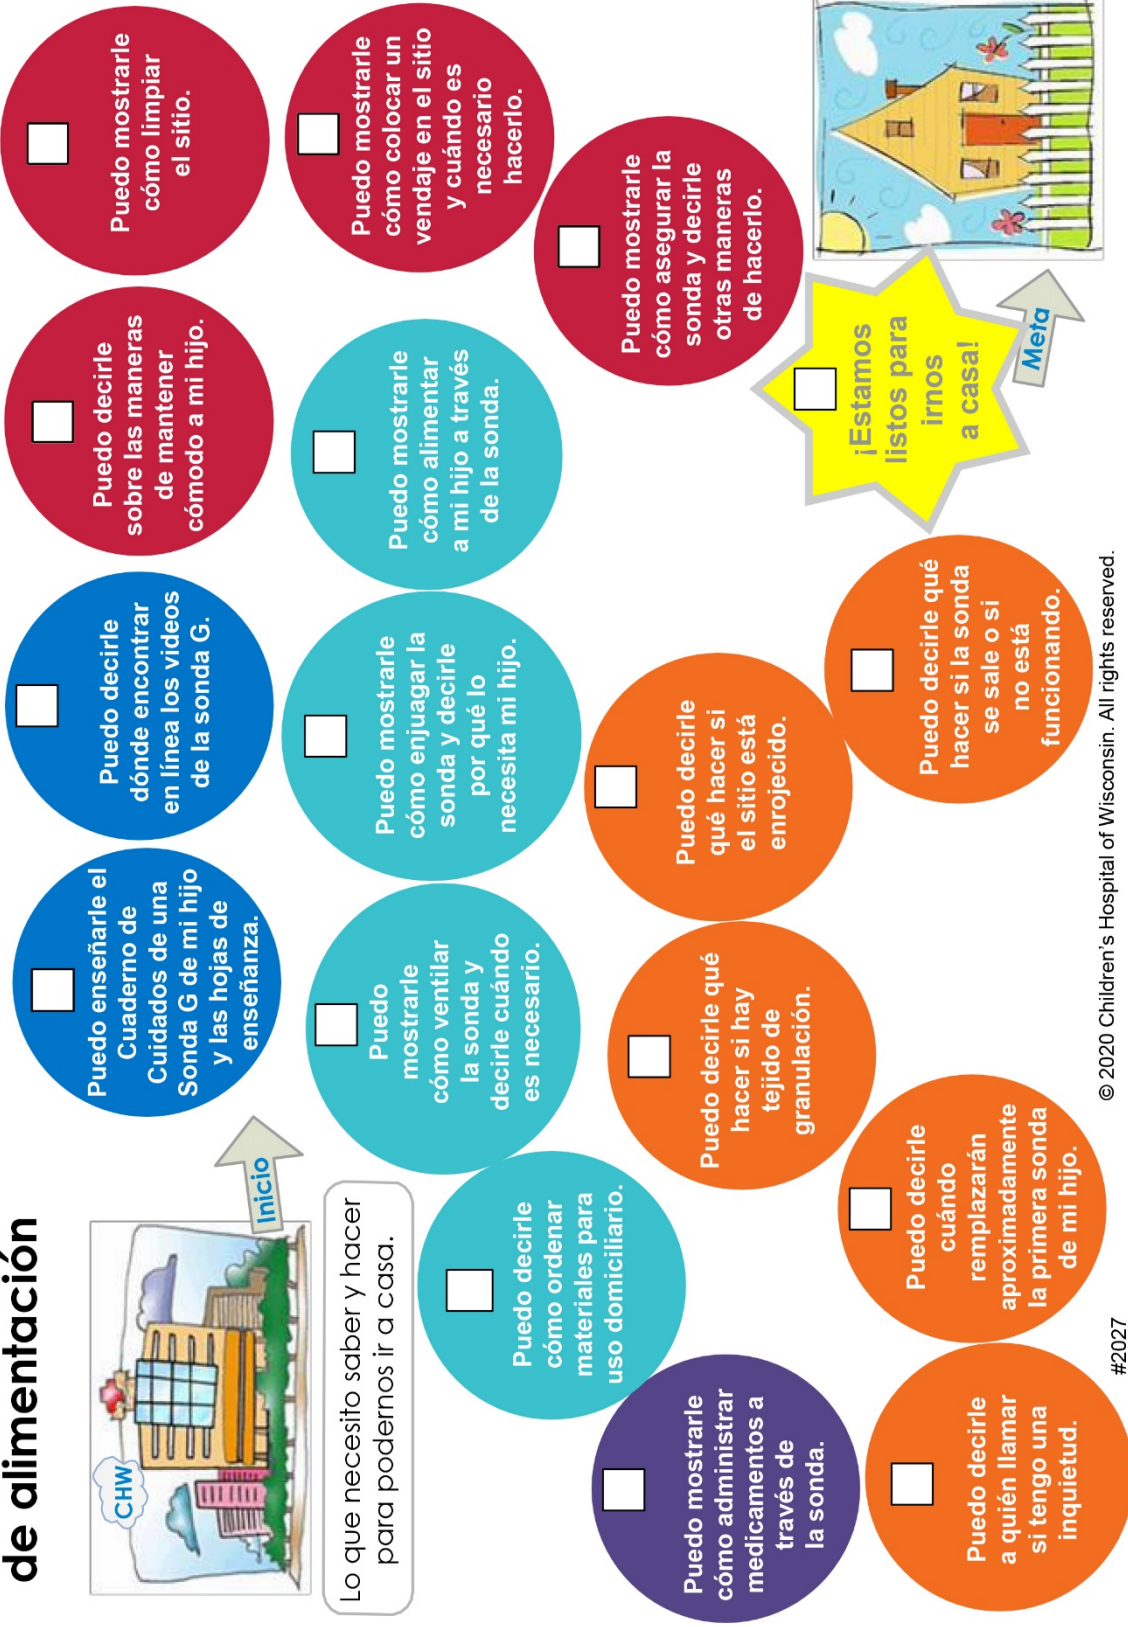 de alimentación
CHW
Inicio
Lo que necesito saber y hacer
para podernos ir a casa.
Puedo enseñarle el
Cuaderno de
Cuidados de una
Sonda G de mi hijo
y las hojas de
enseñanza.
Puedo decirle
dónde encontrar
en línea los videos
de la sonda G.
Puedo decirle
sobre las maneras
de mantener
cómodo a mi hijo.
Puedo mostrarle
cómo limpiar
el sitio.
Puedo mostrarle
cómo colocar un
vendaje en el sitio
y cuándo es
necesario
hacerlo.
Puedo mostrarle
cómo asegurar la
sonda y decirle
otras maneras
de hacerlo.
Puedo mostrarle
cómo alimentar
a mi hijo a través
de la sonda.
Puedo mostrarle
cómo enjuagar la
sonda y decirle
por qué lo
necesita mi hijo.
Puedo
mostrarle
cómo ventilar
la sonda y
decirle cuándo
es necesario.
Puedo decirle
cómo ordenar
materiales para
uso domiciliario.
Puedo mostrarle
cómo administrar
medicamentos a
través de
la sonda.
Puedo decirle
a quién llamar
si tengo una
inquietud.
Puedo decirle
cuándo
remplazarán
aproximadamente
la primera sonda
de mi hijo.
Puedo decirle qué
hacer si hay
tejido de
granulación.
Puedo decirle
qué hacer si
el sitio está
enrojecido.
Puedo decirle qué
hacer si la sonda
se sale o si
no está
funcionando.
¡Estamos
listos para
irnos
a casa!
Meta
#2027
© 2020 Children's Hospital of Wisconsin. All rights reserved.